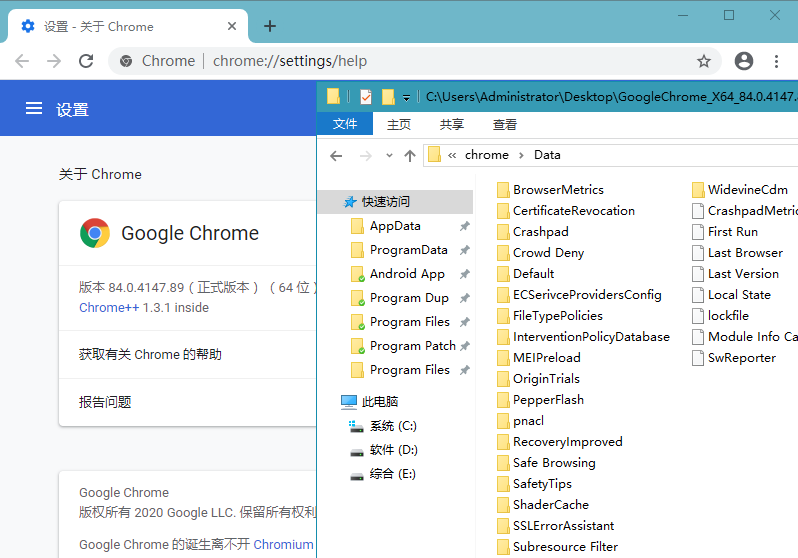 设置 - 关于 Chrome
Chrome | chrome://settings/help
设置
关于 Chrome
Google Chrome
版本 84.0.4147.89（正式版本）（64 位）
Chrome++ 1.3.1 inside
获取有关 Chrome 的帮助
报告问题
Google Chrome
版权所有 2020 Google LLC. 保留所有权利
Google Chrome 的诞生离不开 Chromium
C:\Users\Administrator\Desktop\GoogleChrome_X64_84.0.4147.
文件 主页 共享 查看
« chrome › Data
快速访问
AppData
ProgramData
Android App
Program Dup
Program Files
Program Patch
Program Files
此电脑
系统 (C:)
软件 (D:)
综合 (E:)
BrowserMetrics
CertificateRevocation
Crashpad
Crowd Deny
Default
ECSerivceProvidersConfig
FileTypePolicies
InterventionPolicyDatabase
MEIPreload
OriginTrials
PepperFlash
pnacl
RecoveryImproved
Safe Browsing
SafetyTips
ShaderCache
SSLErrorAssistant
Subresource Filter
WidevineCdm
CrashpadMetric
First Run
Last Browser
Last Version
Local State
lockfile
Module Info Ca
SwReporter